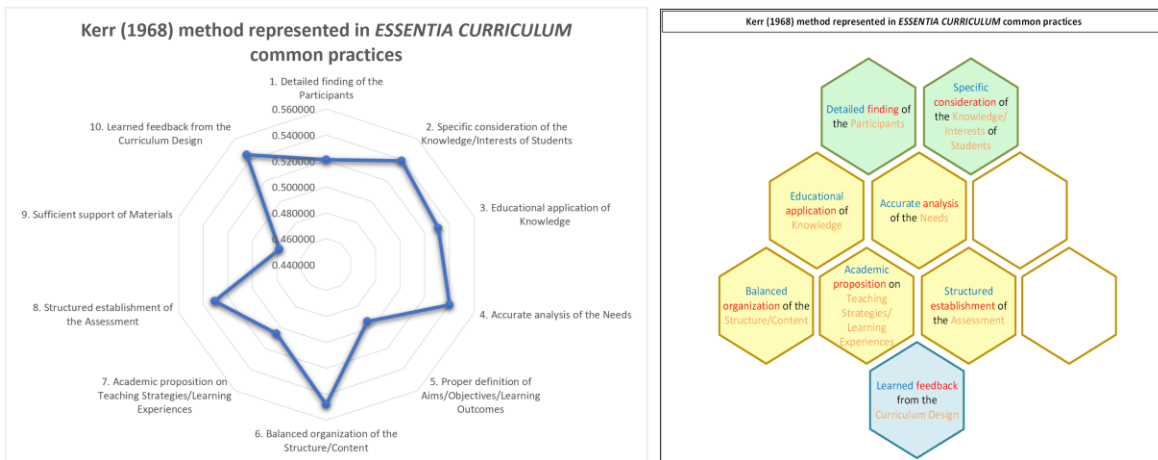 Kerr (1968) method represented in ESSENTIA CURRICULUM
common practices
1. Detailed finding of the
Participants
0.560000
0.540000
0.520000
0.500000
0.480000
0.460000
0.440000
2. Specific consideration of the
Knowledge/Interests of Students
3. Educational application of
Knowledge
4. Accurate analysis of the Needs
5. Proper definition of
Aims/Objectives/Learning
Outcomes
6. Balanced organization of the
Structure/Content
7. Academic proposition on
Teaching Strategies/Learning
Experiences
8. Structured establishment of
the Assessment
9. Sufficient support of Materials
10. Learned feedback from the
Curriculum Design
Kerr (1968) method represented in ESSENTIA CURRICULUM common practices
Detailed finding of
the Participants
Specific
consideration of
the Knowledge/
Interests of
Students
Educational
application of
Knowledge
Accurate analysis
of the Needs
Balanced
organization of the
Structure/Content
Academic
proposition on
Teaching
Strategies/
Learning
Experiences
Structured
establishment of
the Assessment
Learned feedback
from the
Curriculum Design